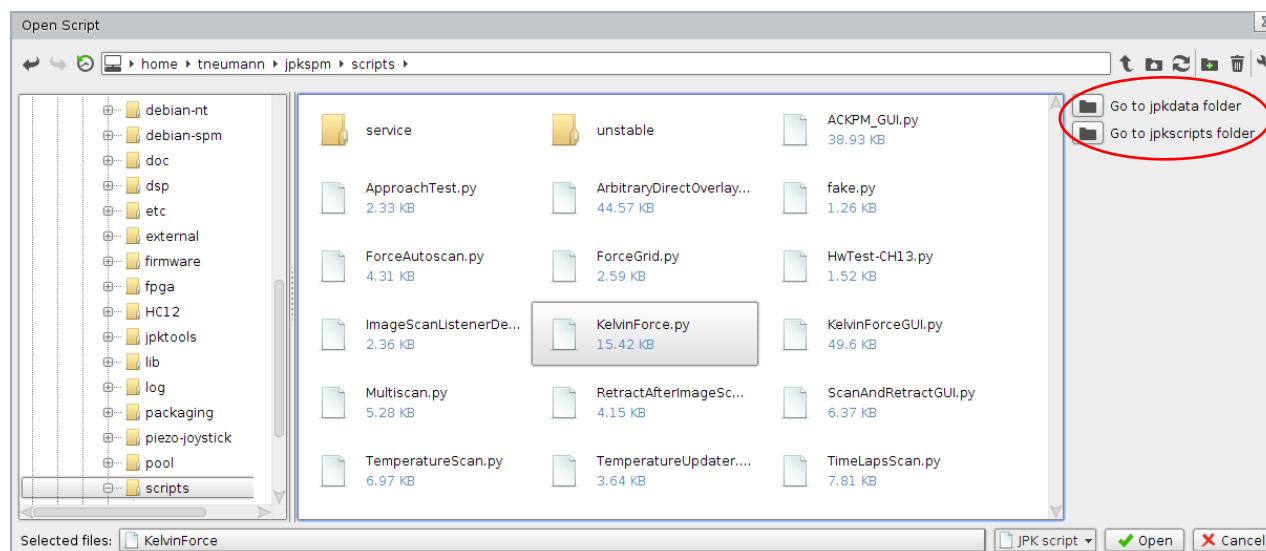 Open Script
home tneumann jpkspm scripts
debian-nt
debian-spm
doc
dsp
etc
external
firmware
fpga
HC12
jpktools
lib
log
packaging
piezo-joystick
pool
scripts
service
unstable
ACKPM_GUI.py
38.93 KB
ApproachTest.py
2.33 KB
ArbitraryDirectOverlay...
44.57 KB
fake.py
1.26 KB
ForceAutoscan.py
4.31 KB
ForceGrid.py
2.59 KB
HwTest-CH13.py
1.52 KB
ImageScanListenerDe...
2.36 KB
KelvinForce.py
15.42 KB
KelvinForceGUI.py
49.6 KB
Multiscan.py
5.28 KB
RetractAfterImageSc...
4.15 KB
ScanAndRetractGUI.py
6.37 KB
TemperatureScan.py
6.97 KB
TemperatureUpdater....
3.64 KB
TimeLapsScan.py
7.81 KB
Go to jpkdata folder
Go to jpkscripts folder
Selected files: KelvinForce
JPK script
Open
Cancel